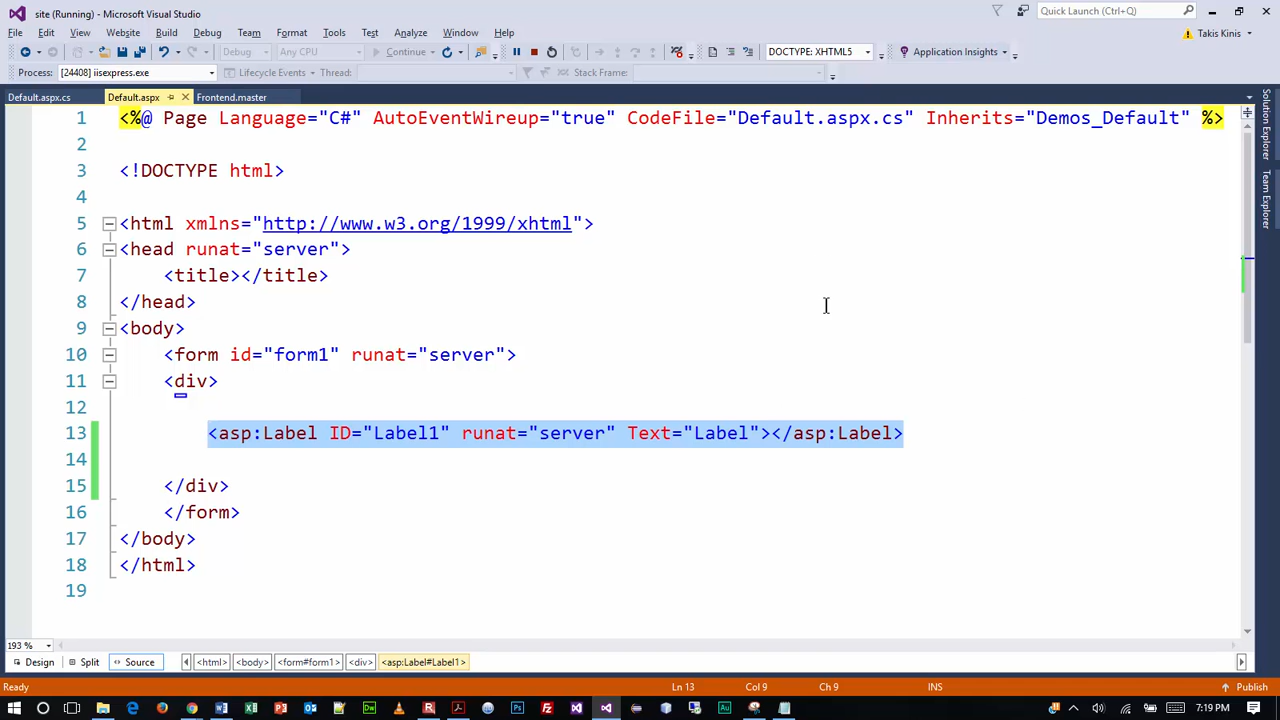 site (Running) - Microsoft Visual Studio
Quick Launch (Ctrl+Q)
File Edit View Website Build Debug Team Format Tools Test Analyze Window Help
Takis Kinis
Debug Any CPU Continue DOCTYPE: XHTML5 Application Insights
Process: [24408] iisexpress.exe Lifecycle Events Thread: Stack Frame:
Default.aspx.cs Default.aspx Frontend.master
1 <%@ Page Language="C#" AutoEventWireup="true" CodeFile="Default.aspx.cs" Inherits="Demos_Default" %>
2
3 <!DOCTYPE html>
4
5 <html xmlns="http://www.w3.org/1999/xhtml">
6 <head runat="server">
7 <title></title>
8 </head>
9 <body>
10 <form id="form1" runat="server">
11 <div>
12
13 <asp:Label ID="Label1" runat="server" Text="Label"></asp:Label>
14
15 </div>
16 </form>
17 </body>
18 </html>
19
Solution Explorer
Team Explorer
193 %
Design Split Source <html> <body> <form#form1> <div> <asp:Label#Label1>
Ready Ln 13 Col 9 Ch 9 INS Publish
7:19 PM